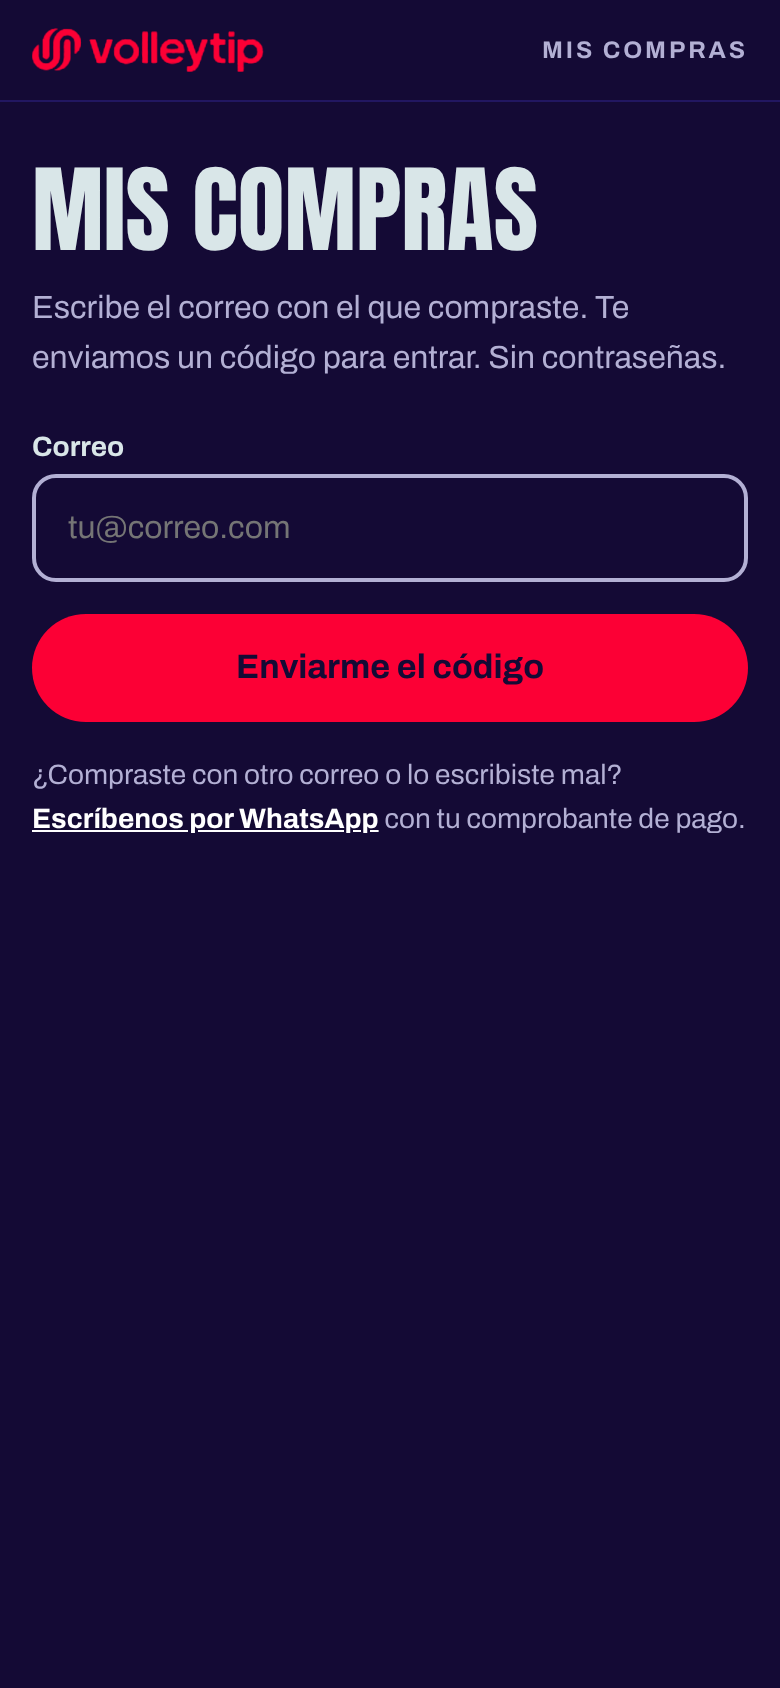 volleytip
MIS COMPRAS
MIS COMPRAS
Escribe el correo con el que compraste. Te
enviamos un código para entrar. Sin contraseñas.
Correo
tu@correo.com
Enviarme el código
¿Compraste con otro correo o lo escribiste mal?
Escríbenos por WhatsApp con tu comprobante de pago.